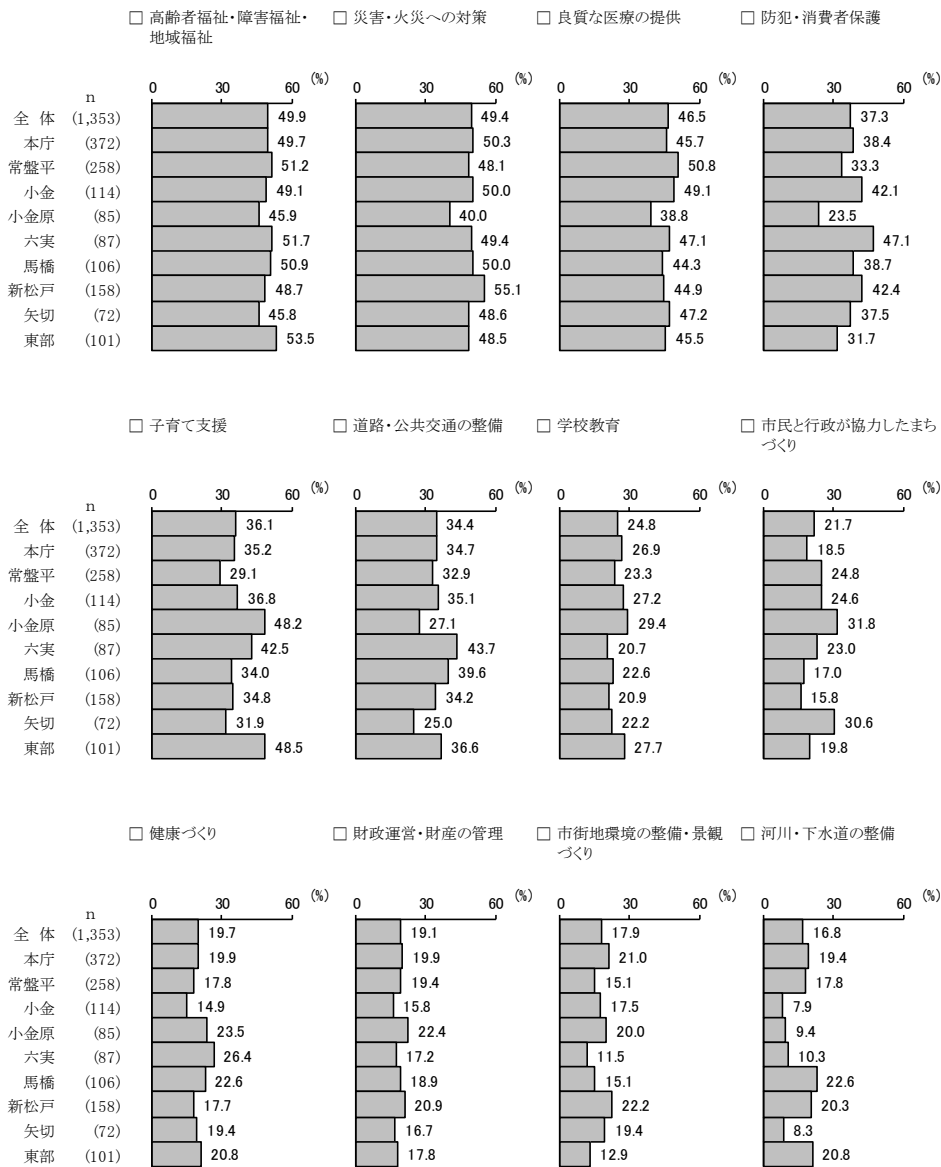 □ 高齢者福祉・障害福祉・ □ 災害・火災への対策 □ 良質な医療の提供 □ 防犯・消費者保護
地域福祉
0 30 60 (%) 0 30 60 (%) 0 30 60 (%) 0 30 60 (%)
n
全 体 (1,353) 49.9 49.4 46.5 37.3
本庁 (372) 49.7 50.3 45.7 38.4
常盤平 (258) 51.2 48.1 50.8 33.3
小金 (114) 49.1 50.0 49.1 42.1
小金原 (85) 45.9 40.0 38.8 23.5
六実 (87) 51.7 49.4 47.1 47.1
馬橋 (106) 50.9 50.0 44.3 38.7
新松戸 (158) 48.7 55.1 44.9 42.4
矢切 (72) 45.8 48.6 47.2 37.5
東部 (101) 53.5 48.5 45.5 31.7
□ 子育て支援 □ 道路・公共交通の整備 □ 学校教育 □ 市民と行政が協力したまち
づくり
0 30 60 (%) 0 30 60 (%) 0 30 60 (%) 0 30 60 (%)
n
全 体 (1,353) 36.1 34.4 24.8 21.7
本庁 (372) 35.2 34.7 26.9 18.5
常盤平 (258) 29.1 32.9 23.3 24.8
小金 (114) 36.8 35.1 27.2 24.6
小金原 (85) 48.2 27.1 29.4 31.8
六実 (87) 42.5 43.7 20.7 23.0
馬橋 (106) 34.0 39.6 22.6 17.0
新松戸 (158) 34.8 34.2 20.9 15.8
矢切 (72) 31.9 25.0 22.2 30.6
東部 (101) 48.5 36.6 27.7 19.8
□ 健康づくり □ 財政運営・財産の管理 □ 市街地環境の整備・景観 □ 河川・下水道の整備
づくり
0 30 60 (%) 0 30 60 (%) 0 30 60 (%) 0 30 60 (%)
n
全 体 (1,353) 19.7 19.1 17.9 16.8
本庁 (372) 19.9 19.9 21.0 19.4
常盤平 (258) 17.8 19.4 15.1 17.8
小金 (114) 14.9 15.8 17.5 7.9
小金原 (85) 23.5 22.4 20.0 9.4
六実 (87) 26.4 17.2 11.5 10.3
馬橋 (106) 22.6 18.9 15.1 22.6
新松戸 (158) 17.7 20.9 22.2 20.3
矢切 (72) 19.4 16.7 19.4 8.3
東部 (101) 20.8 17.8 12.9 20.8